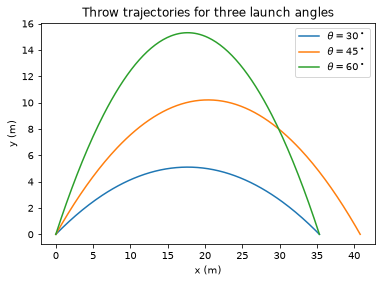 Throw trajectories for three launch angles
16
14
12
10
8
6
4
2
0
y (m)
θ = 30°
θ = 45°
θ = 60°
0 5 10 15 20 25 30 35 40
x (m)